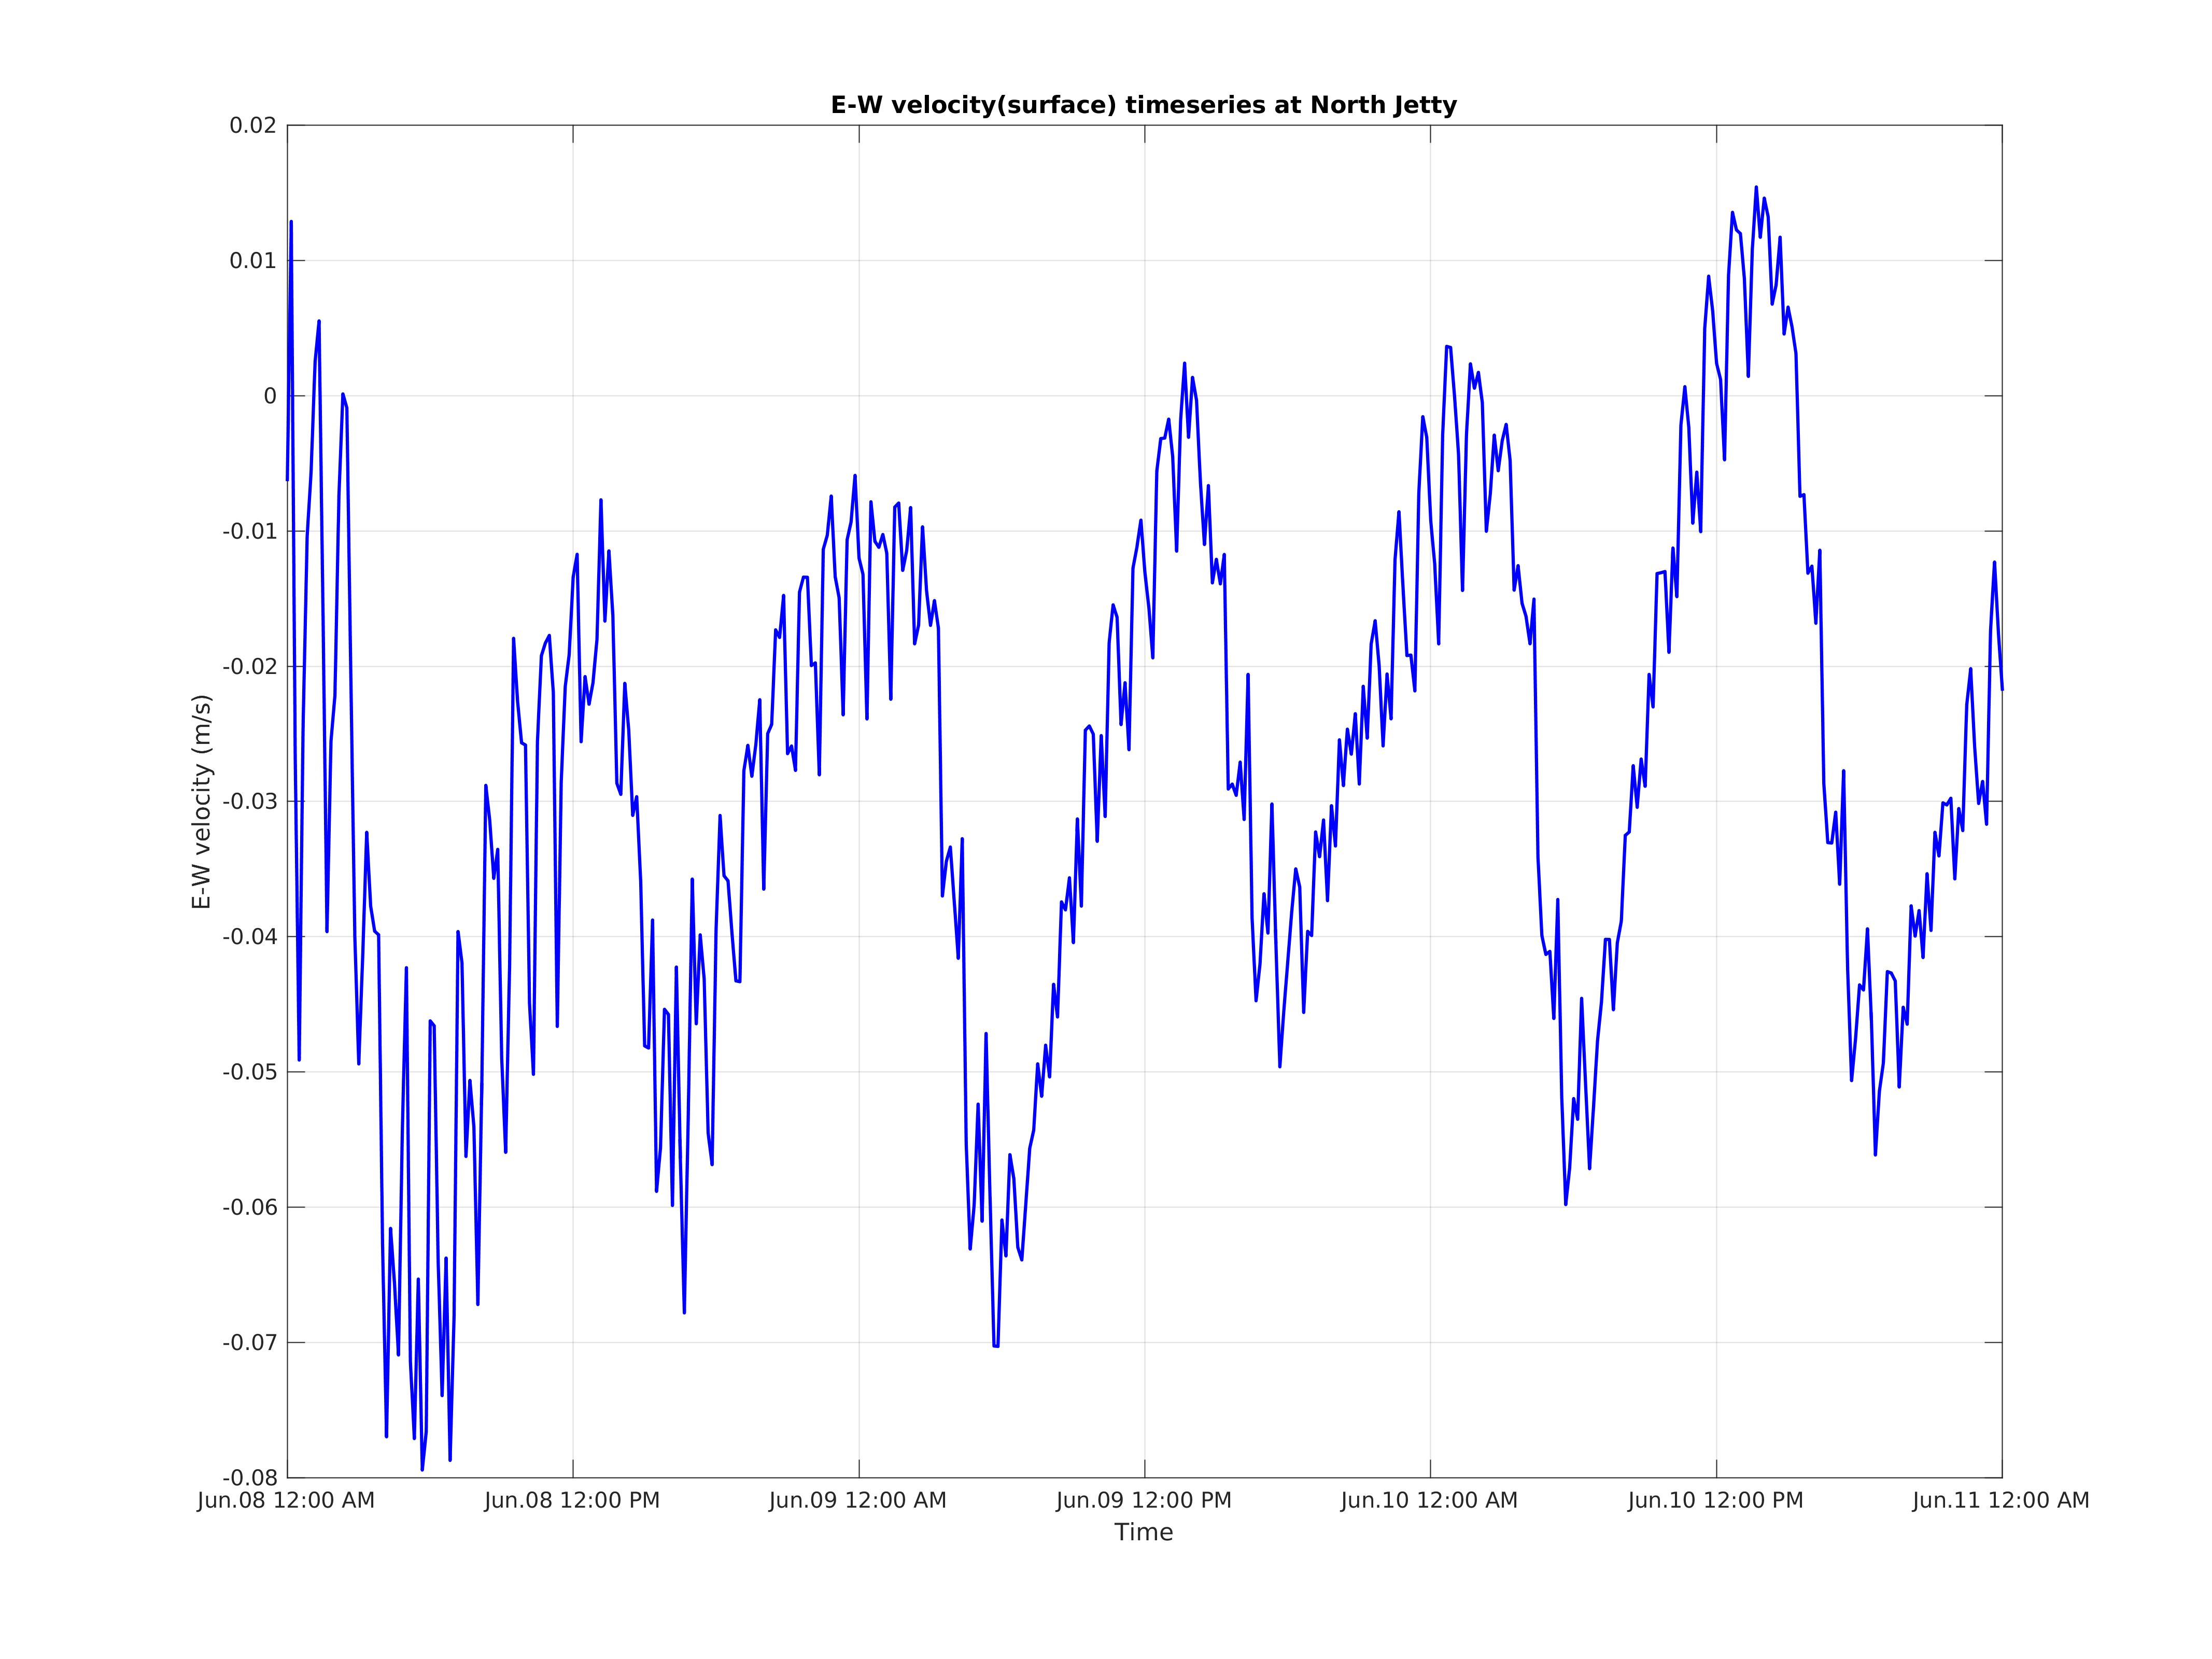 E-W velocity(surface) timeseries at North Jetty
0.02
0.01
0
-0.01
-0.02
-0.03
-0.04
-0.05
-0.06
-0.07
-0.08
E-W velocity (m/s)
Jun.08 12:00 AM Jun.08 12:00 PM Jun.09 12:00 AM Jun.09 12:00 PM Jun.10 12:00 AM Jun.10 12:00 PM Jun.11 12:00 AM
Time